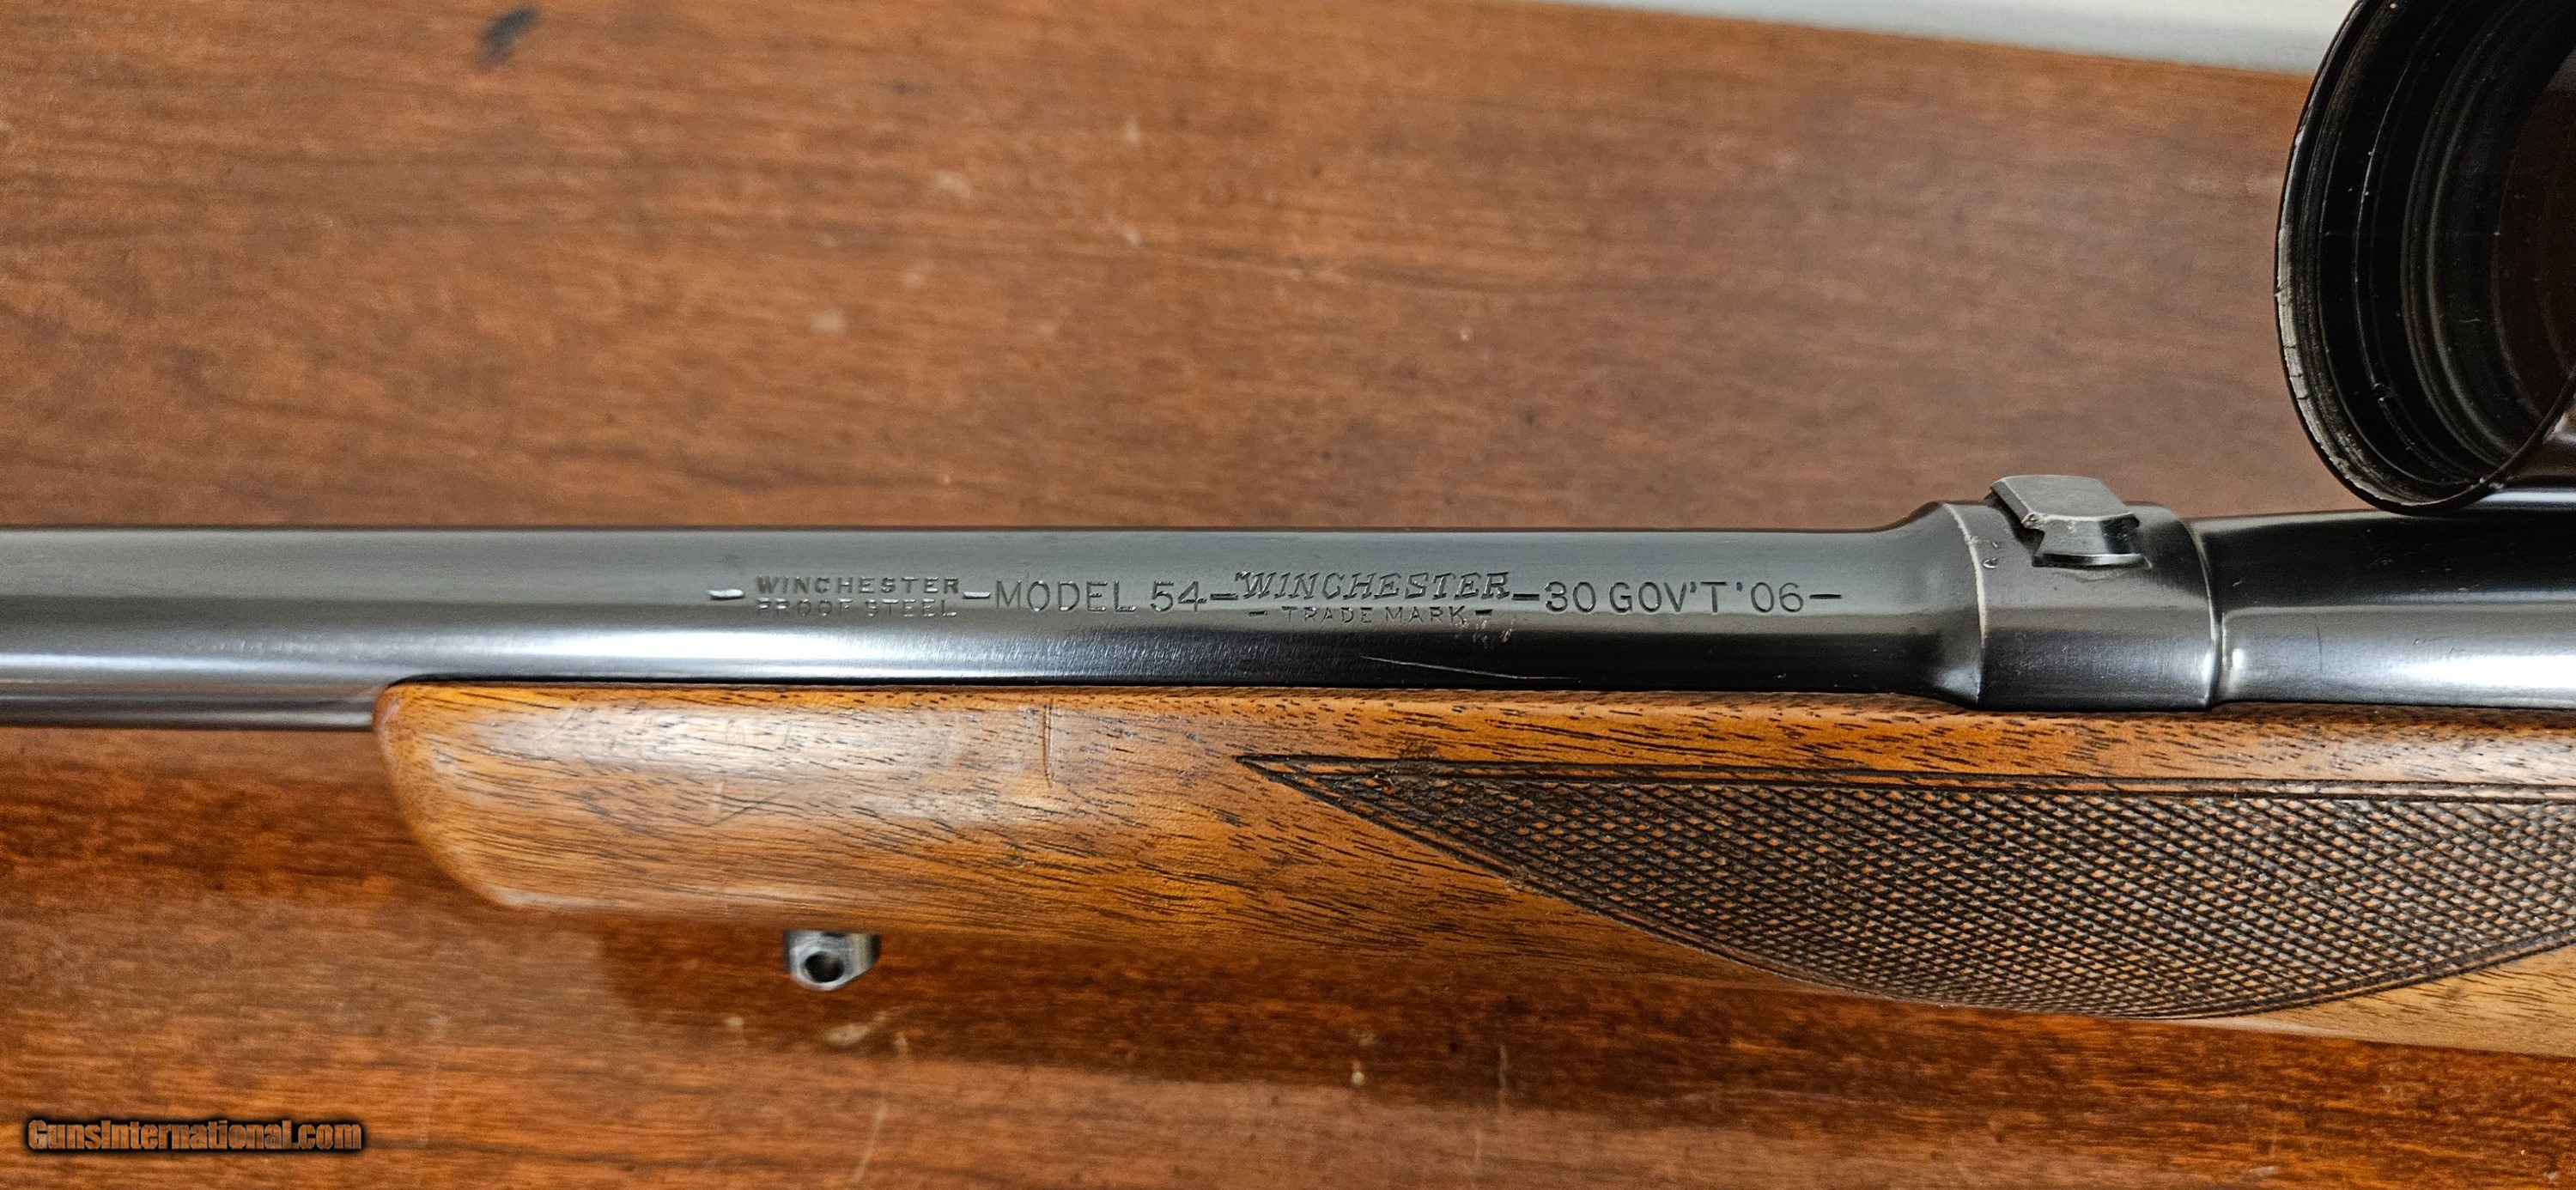 WINCHESTER
PROOF STEEL
-MODEL 54-
WINCHESTER
- TRADE MARK -
-30 GOV'T '06-
GunsInternational.com